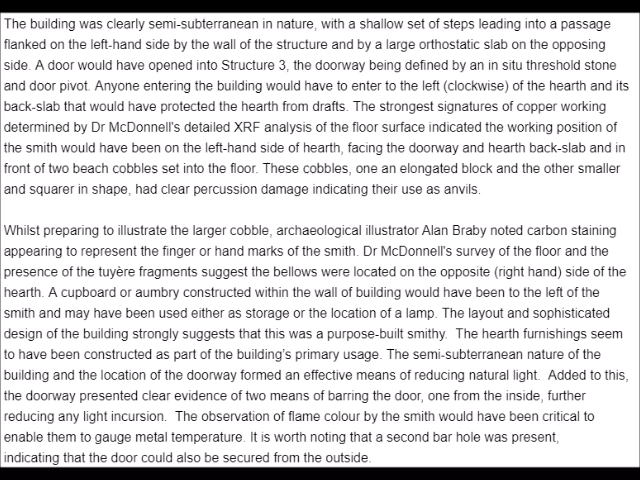 The building was clearly semi-subterranean in nature, with a shallow set of steps leading into a passage
flanked on the left-hand side by the wall of the structure and by a large orthostatic slab on the opposing
side. A door would have opened into Structure 3, the doorway being defined by an in situ threshold stone
and door pivot. Anyone entering the building would have to enter to the left (clockwise) of the hearth and its
back-slab that would have protected the hearth from drafts. The strongest signatures of copper working
determined by Dr McDonnell's detailed XRF analysis of the floor surface indicated the working position of
the smith would have been on the left-hand side of hearth, facing the doorway and hearth back-slab and in
front of two beach cobbles set into the floor. These cobbles, one an elongated block and the other smaller
and squarer in shape, had clear percussion damage indicating their use as anvils.

Whilst preparing to illustrate the larger cobble, archaeological illustrator Alan Braby noted carbon staining
appearing to represent the finger or hand marks of the smith. Dr McDonnell's survey of the floor and the
presence of the tuyère fragments suggest the bellows were located on the opposite (right hand) side of the
hearth. A cupboard or aumbry constructed within the wall of building would have been to the left of the
smith and may have been used either as storage or the location of a lamp. The layout and sophisticated
design of the building strongly suggests that this was a purpose-built smithy. The hearth furnishings seem
to have been constructed as part of the building's primary usage. The semi-subterranean nature of the
building and the location of the doorway formed an effective means of reducing natural light. Added to this,
the doorway presented clear evidence of two means of barring the door, one from the inside, further
reducing any light incursion. The observation of flame colour by the smith would have been critical to
enable them to gauge metal temperature. It is worth noting that a second bar hole was present,
indicating that the door could also be secured from the outside.